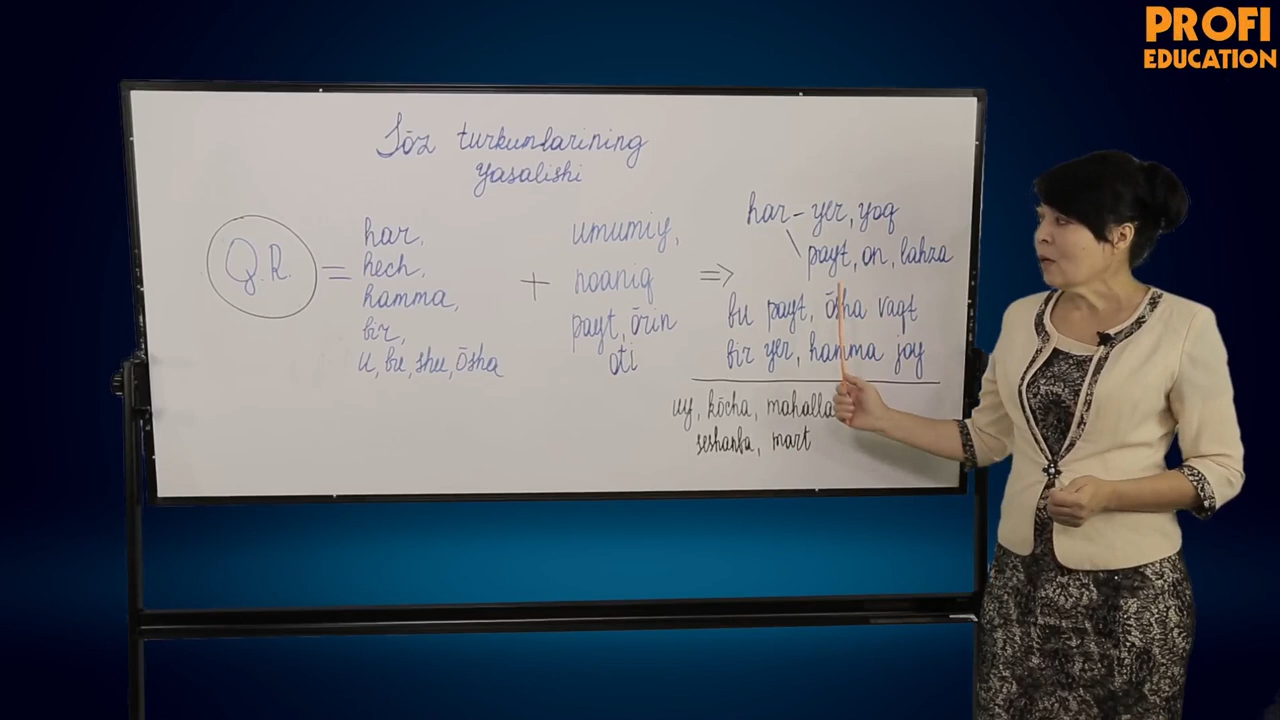 PROFI
EDUCATION
Sōz turkumlarining
yasalishi
Q.R. =
har,
hech,
hamma,
bir,
u, bu, shu, ōsha
+
umumiy,
noaniq
payt, ōrin
oti
=>
har - yer, yoq
payt, on, lahza
bu payt, ōsha vaqt
bir yer, hamma joy
uy, kōcha, mahalla
seshanba, mart